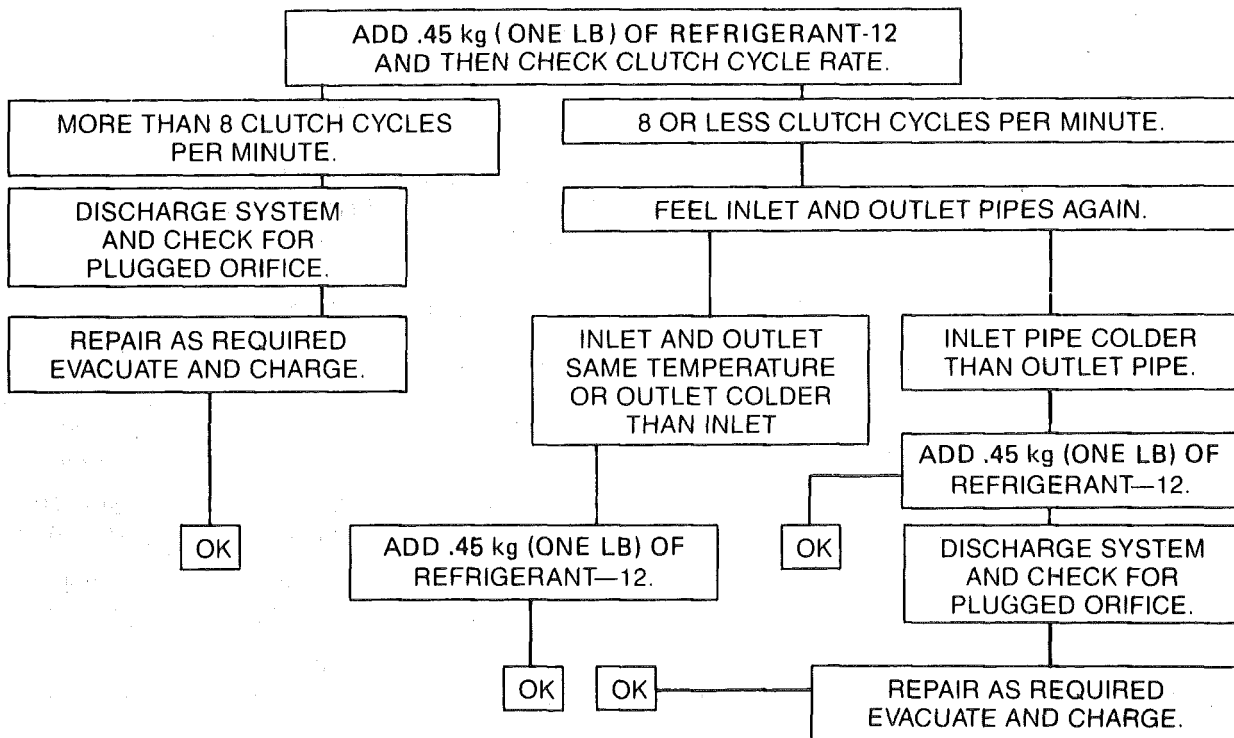 ADD .45 kg (ONE LB) OF REFRIGERANT-12
AND THEN CHECK CLUTCH CYCLE RATE.
MORE THAN 8 CLUTCH CYCLES
PER MINUTE.
8 OR LESS CLUTCH CYCLES PER MINUTE.
DISCHARGE SYSTEM
AND CHECK FOR
PLUGGED ORIFICE.
FEEL INLET AND OUTLET PIPES AGAIN.
REPAIR AS REQUIRED
EVACUATE AND CHARGE.
INLET AND OUTLET
SAME TEMPERATURE
OR OUTLET COLDER
THAN INLET
INLET PIPE COLDER
THAN OUTLET PIPE.
ADD .45 kg (ONE LB) OF
REFRIGERANT—12.
OK
ADD .45 kg (ONE LB) OF
REFRIGERANT—12.
OK
DISCHARGE SYSTEM
AND CHECK FOR
PLUGGED ORIFICE.
OK
OK
REPAIR AS REQUIRED
EVACUATE AND CHARGE.